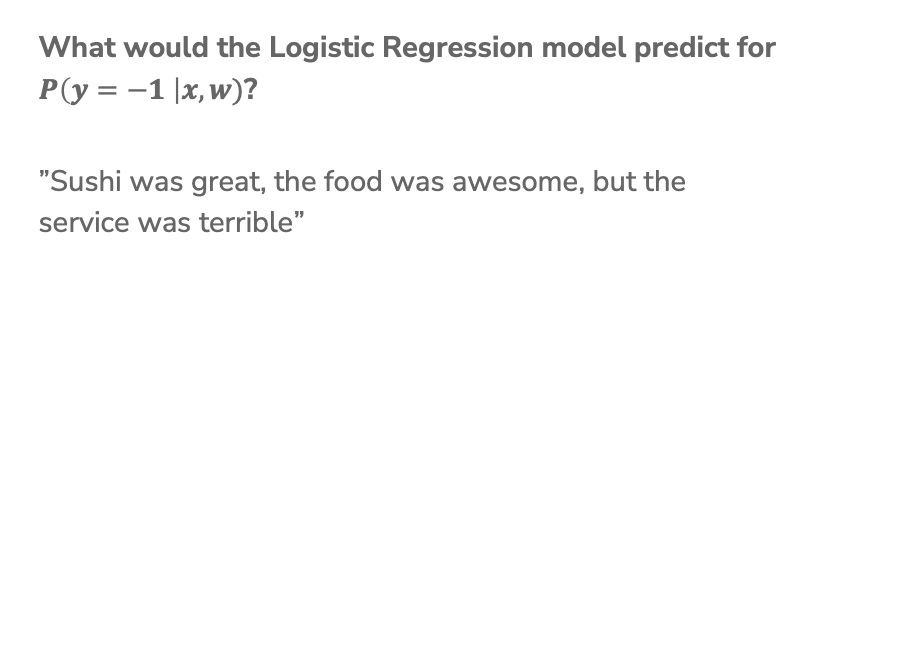 What would the Logistic Regression model predict for
P(y = −1 |x, w)?
”Sushi was great, the food was awesome, but the
service was terrible”